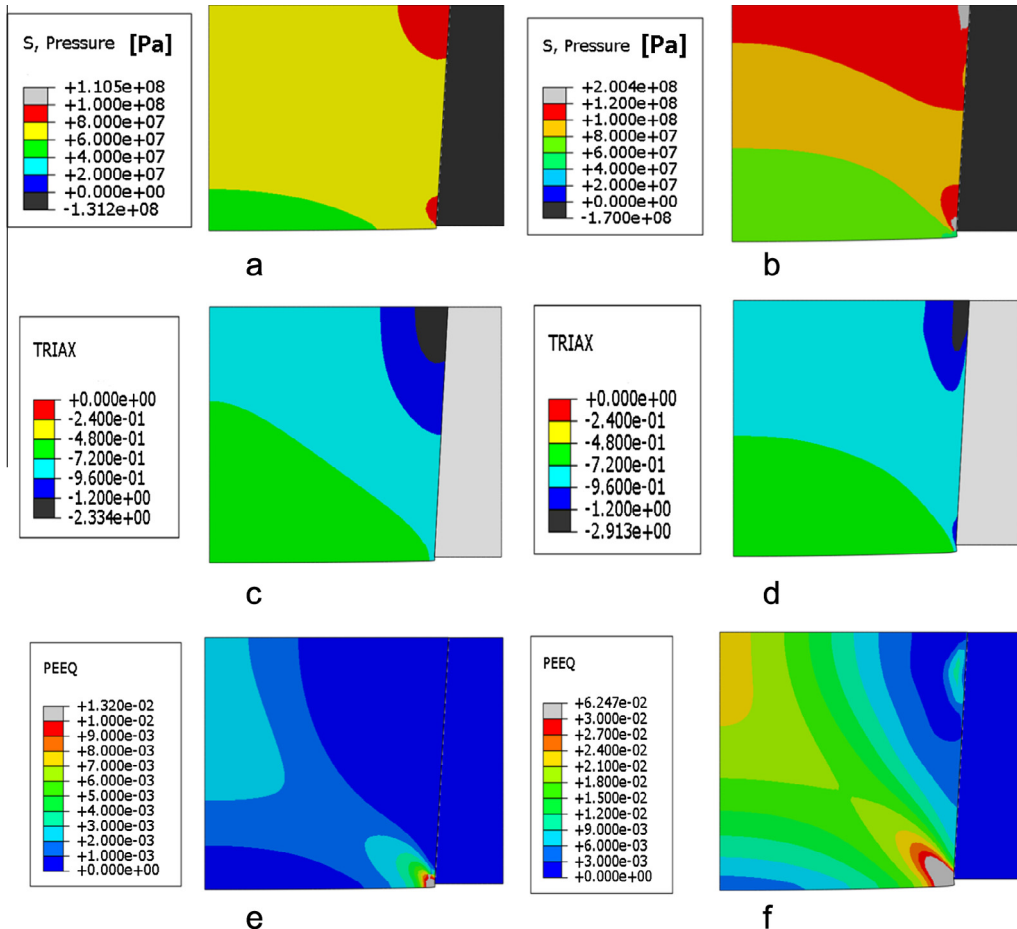 S, Pressure [Pa]
+1.105e+08
+1.000e+08
+8.000e+07
+6.000e+07
+4.000e+07
+2.000e+07
+0.000e+00
-1.312e+08
a
S, Pressure [Pa]
+2.004e+08
+1.200e+08
+1.000e+08
+8.000e+07
+6.000e+07
+4.000e+07
+2.000e+07
+0.000e+00
-1.700e+08
b
TRIAX
+0.000e+00
-2.400e-01
-4.800e-01
-7.200e-01
-9.600e-01
-1.200e+00
-2.334e+00
c
TRIAX
+0.000e+00
-2.400e-01
-4.800e-01
-7.200e-01
-9.600e-01
-1.200e+00
-2.913e+00
d
PEEQ
+1.320e-02
+1.000e-02
+9.000e-03
+8.000e-03
+7.000e-03
+6.000e-03
+5.000e-03
+4.000e-03
+3.000e-03
+2.000e-03
+1.000e-03
+0.000e+00
e
PEEQ
+6.247e-02
+3.000e-02
+2.700e-02
+2.400e-02
+2.100e-02
+1.800e-02
+1.500e-02
+1.200e-02
+9.000e-03
+6.000e-03
+3.000e-03
+0.000e+00
f